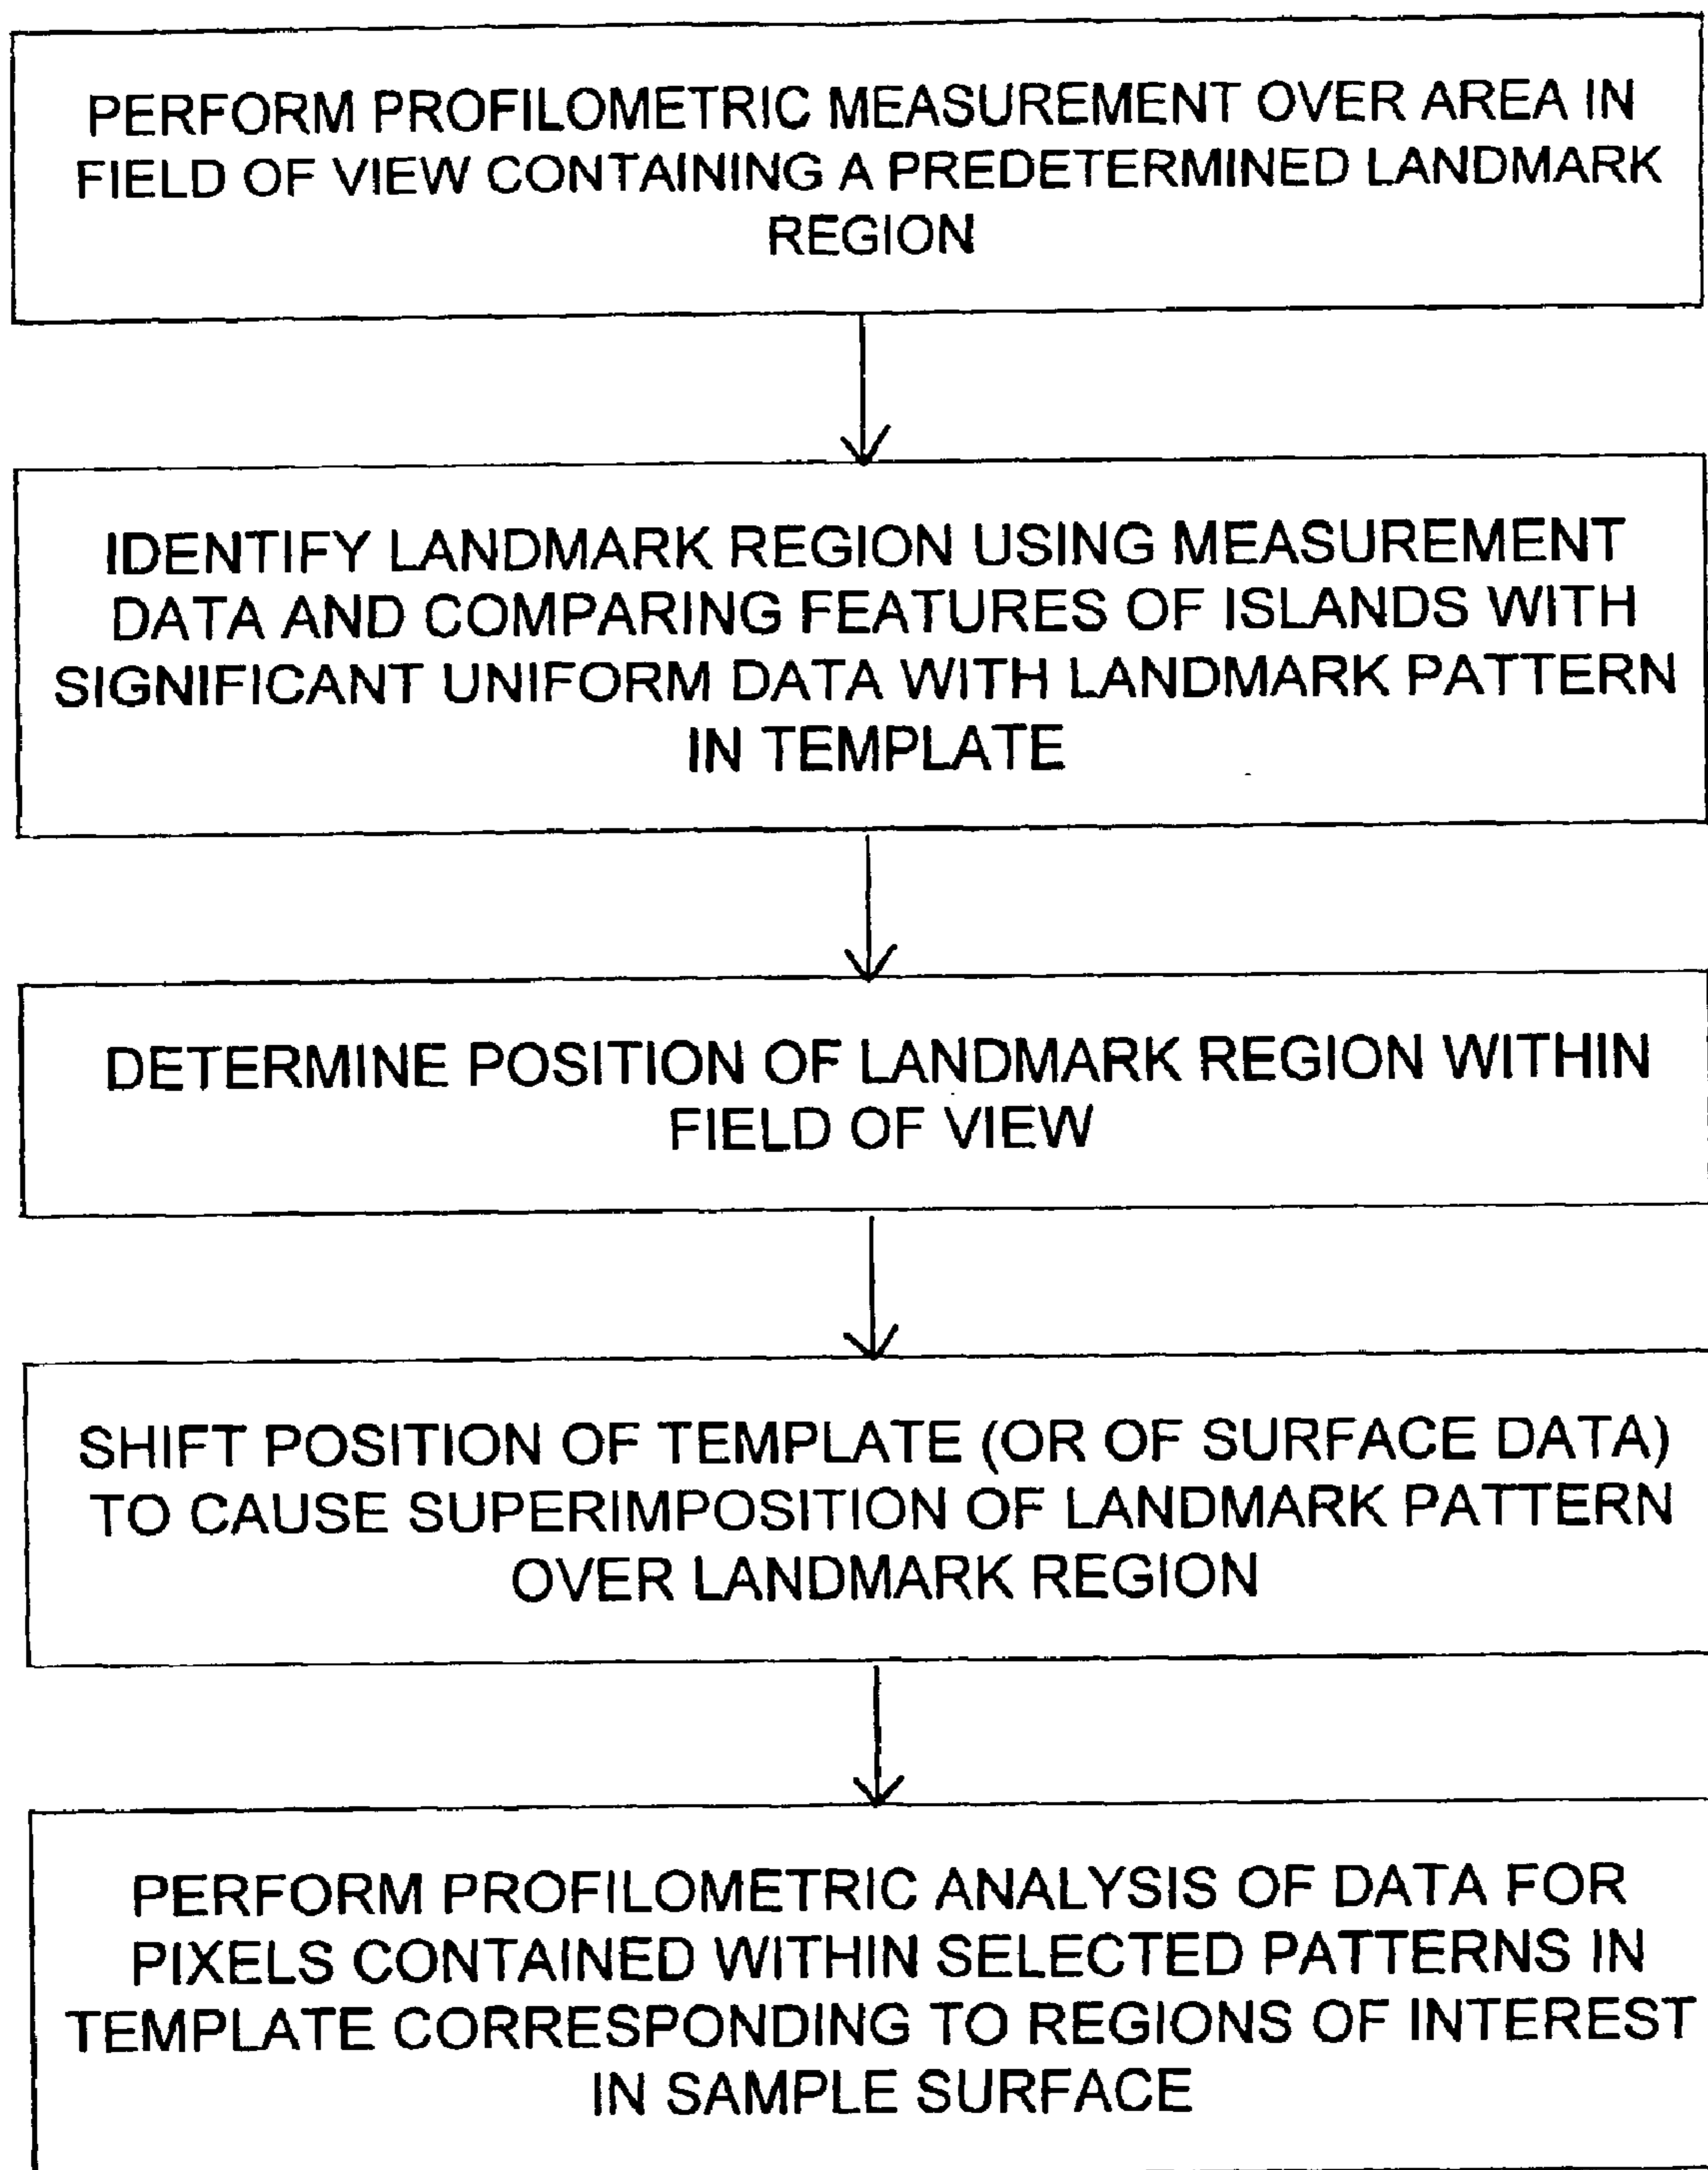 PERFORM PROFILOMETRIC MEASUREMENT OVER AREA IN
FIELD OF VIEW CONTAINING A PREDETERMINED LANDMARK
REGION
IDENTIFY LANDMARK REGION USING MEASUREMENT
DATA AND COMPARING FEATURES OF ISLANDS WITH
SIGNIFICANT UNIFORM DATA WITH LANDMARK PATTERN
IN TEMPLATE
DETERMINE POSITION OF LANDMARK REGION WITHIN
FIELD OF VIEW
SHIFT POSITION OF TEMPLATE (OR OF SURFACE DATA)
TO CAUSE SUPERIMPOSITION OF LANDMARK PATTERN
OVER LANDMARK REGION
PERFORM PROFILOMETRIC ANALYSIS OF DATA FOR
PIXELS CONTAINED WITHIN SELECTED PATTERNS IN
TEMPLATE CORRESPONDING TO REGIONS OF INTEREST
IN SAMPLE SURFACE